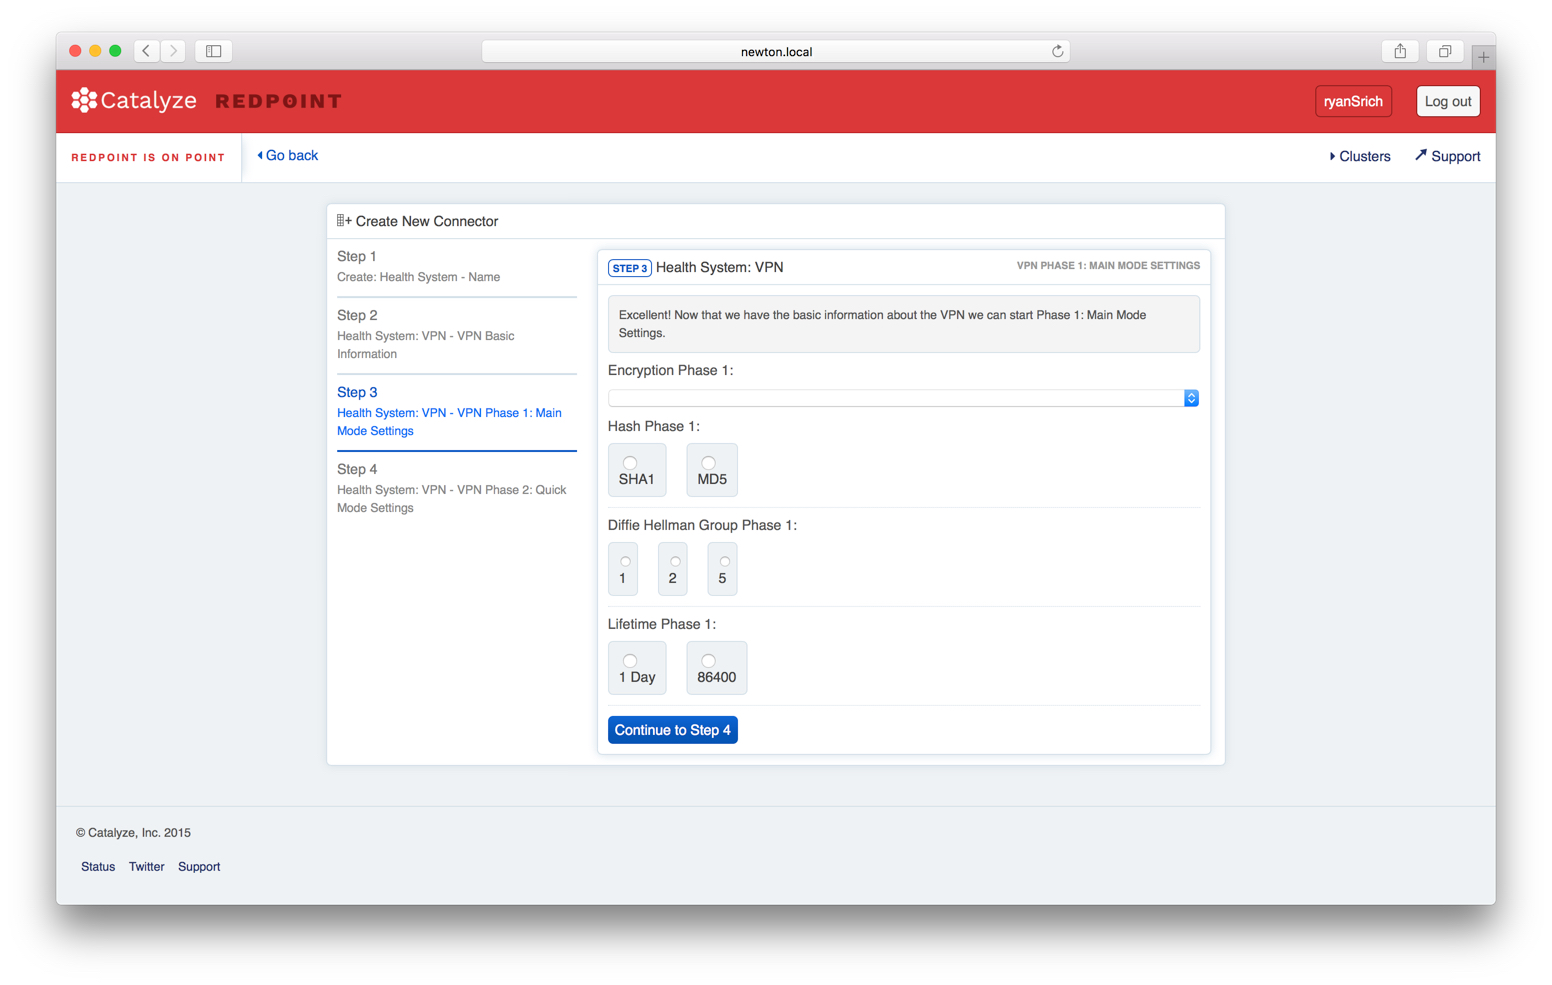 newton.local
Catalyze REDPOINT
ryanSrich
Log out
REDPOINT IS ON POINT
Go back
Clusters
Support
Create New Connector
Step 1
Create: Health System - Name
Step 2
Health System: VPN - VPN Basic
Information
Step 3
Health System: VPN - VPN Phase 1: Main
Mode Settings
Step 4
Health System: VPN - VPN Phase 2: Quick
Mode Settings
STEP 3 Health System: VPN
VPN PHASE 1: MAIN MODE SETTINGS
Excellent! Now that we have the basic information about the VPN we can start Phase 1: Main Mode
Settings.
Encryption Phase 1:
Hash Phase 1:
SHA1
MD5
Diffie Hellman Group Phase 1:
1
2
5
Lifetime Phase 1:
1 Day
86400
Continue to Step 4
© Catalyze, Inc. 2015
Status
Twitter
Support